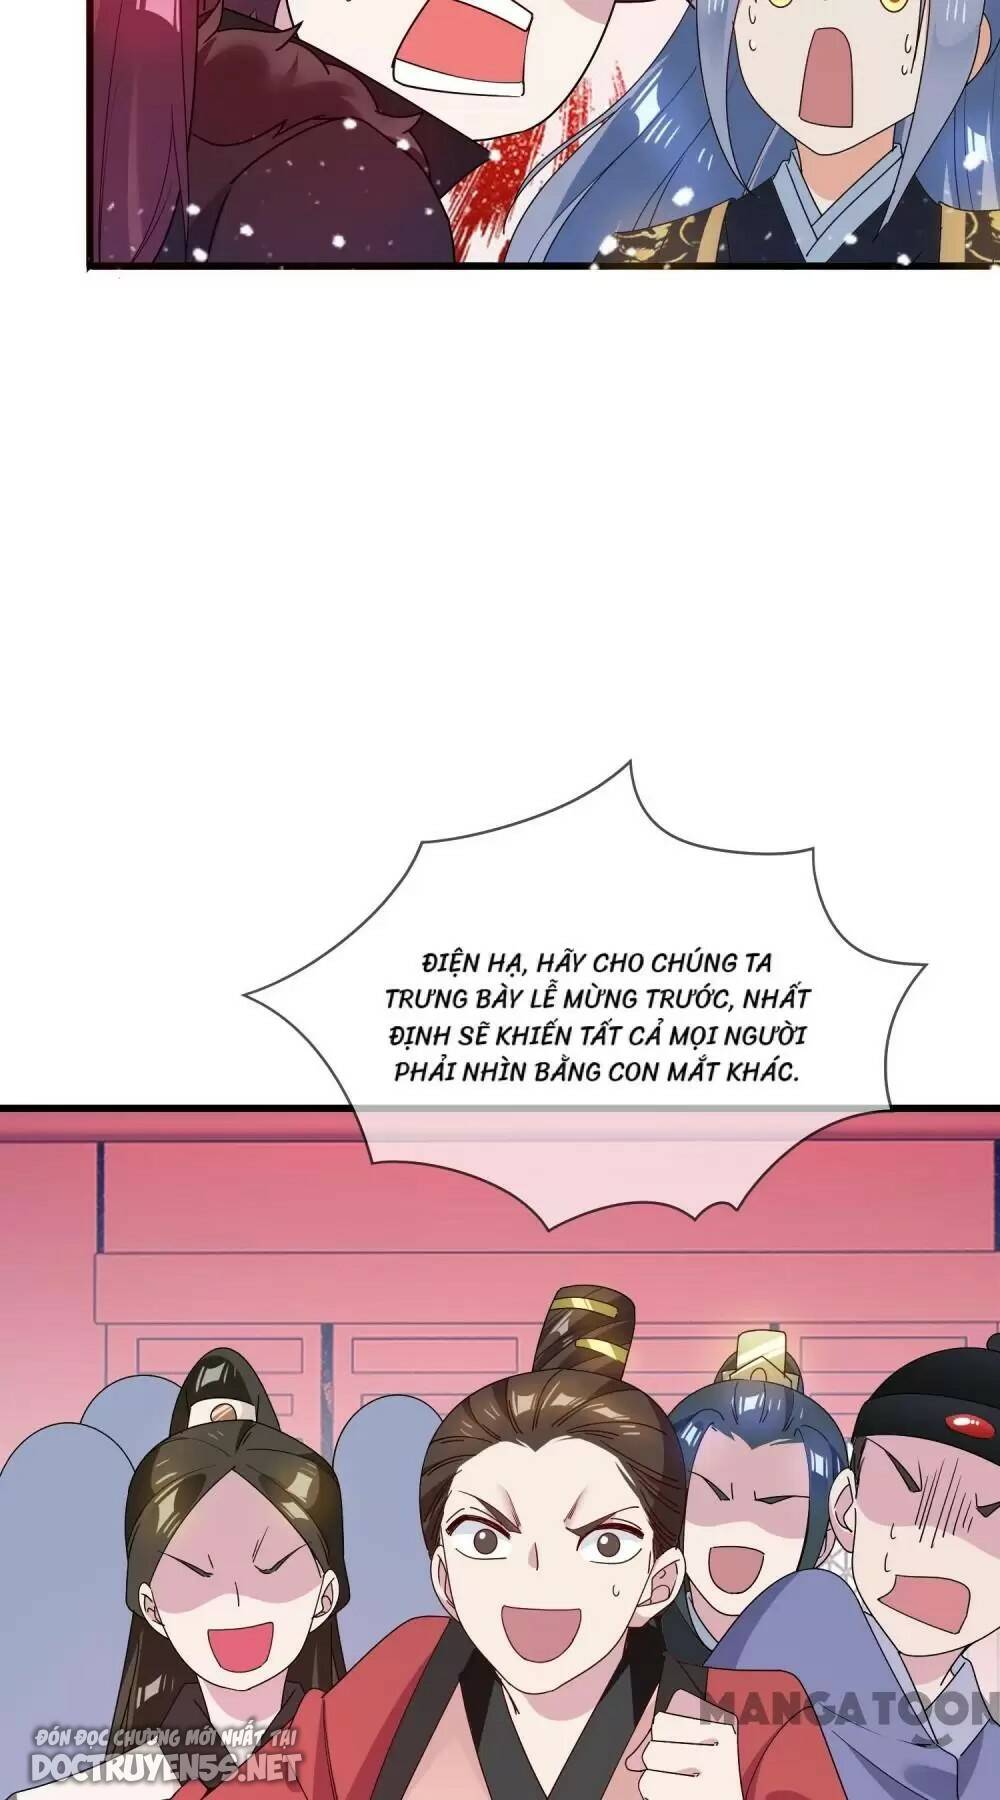 ĐIỆN HẠ, HÃY CHO CHÚNG TA
TRƯNG BÀY LỄ MỪNG TRƯỚC, NHẤT
ĐỊNH SẼ KHIẾN TẤT CẢ MỌI NGƯỜI
PHẢI NHÌN BẰNG CON MẮT KHÁC.
MANGATOON
ĐÓN ĐỌC CHƯƠNG MỚI NHẤT TẠI
DOCTRUYEN5S.NET